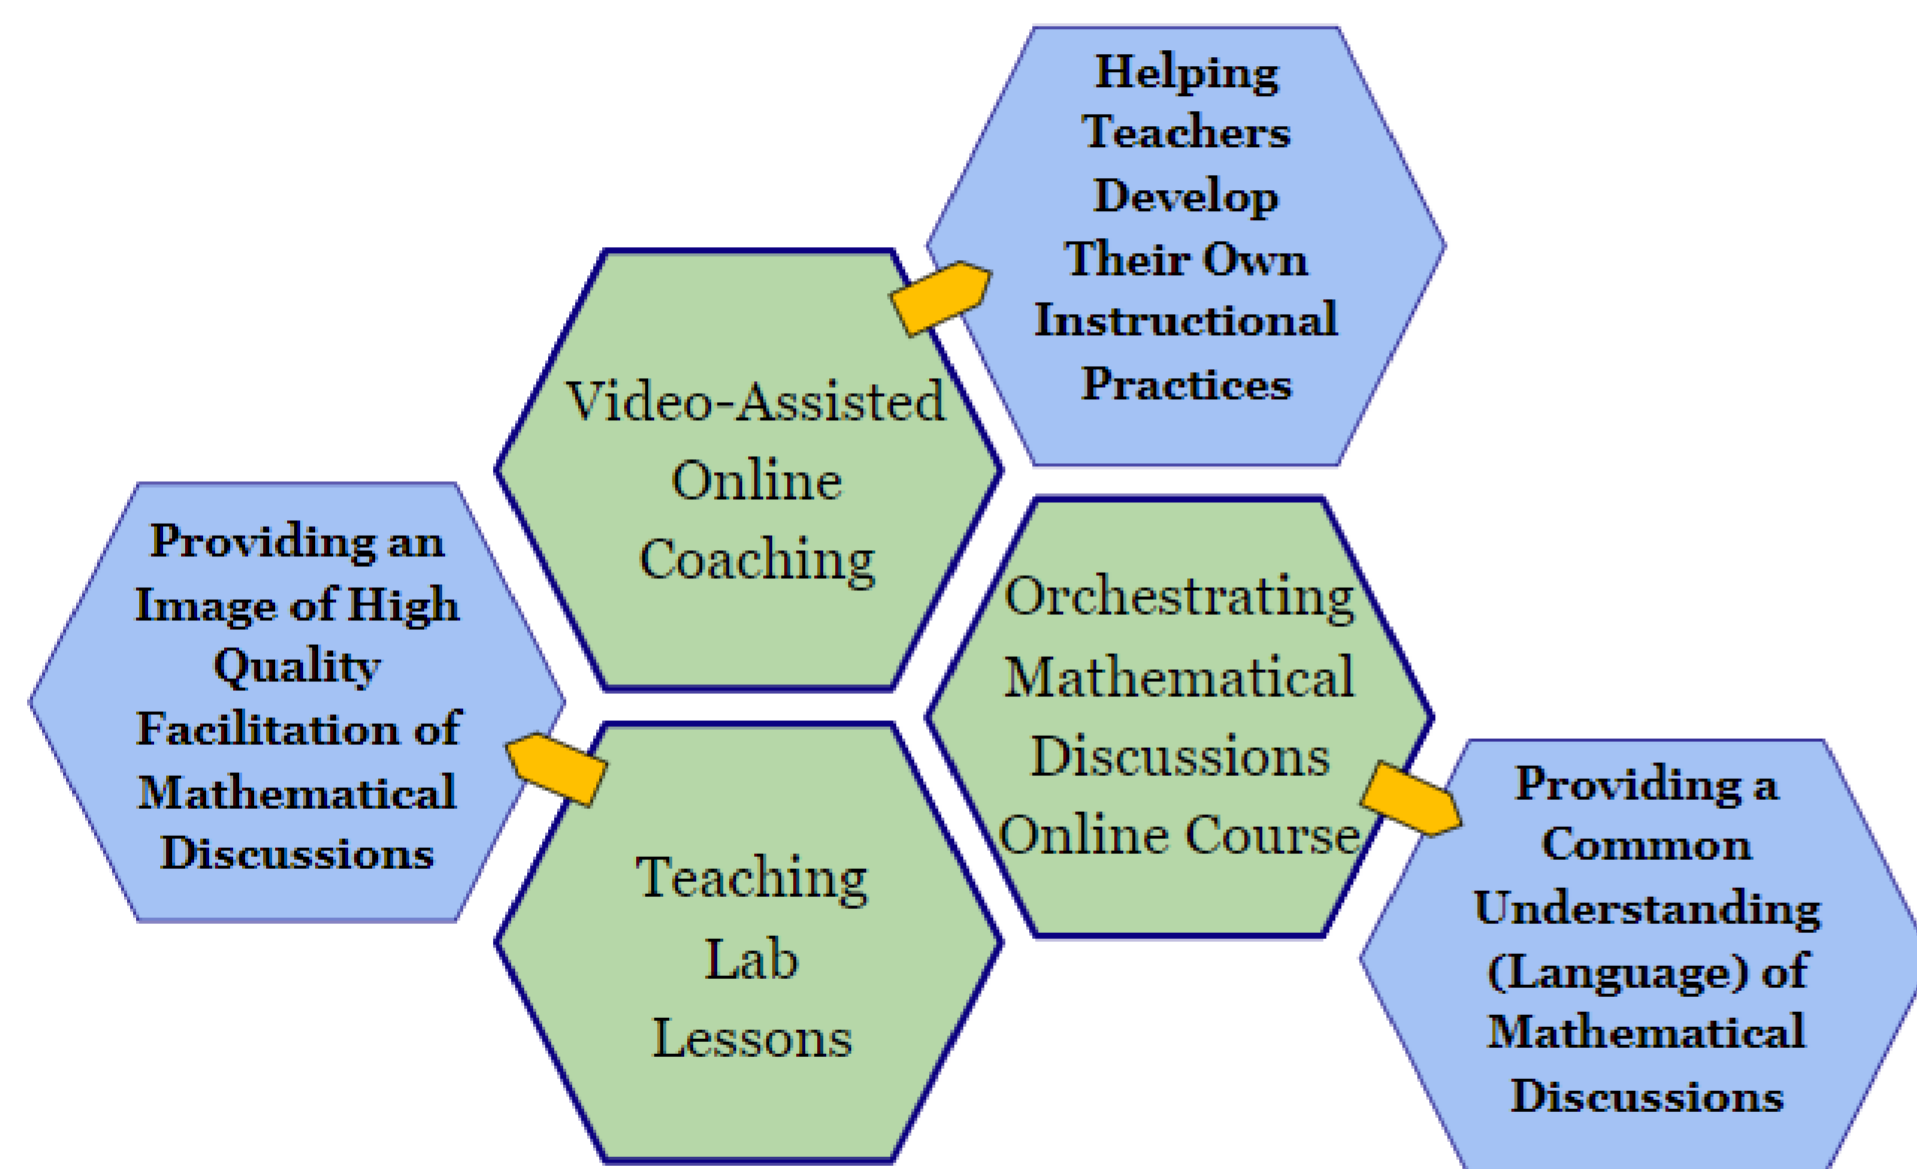 Helping
Teachers
Develop
Their Own
Instructional
Practices
Video-Assisted
Online
Coaching
Providing an
Image of High
Quality
Facilitation of
Mathematical
Discussions
Orchestrating
Mathematical
Discussions
Online Course
Teaching
Lab
Lessons
Providing a
Common
Understanding
(Language) of
Mathematical
Discussions